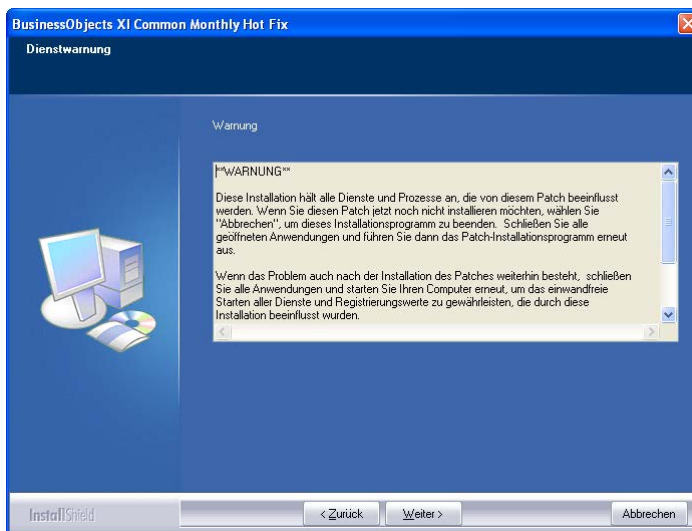 BusinessObjects XI Common Monthly Hot Fix
Dienstwarnung
Warnung
**WARNUNG**
Diese Installation hält alle Dienste und Prozesse an, die von diesem Patch beeinflusst
werden. Wenn Sie diesen Patch jetzt noch nicht installieren möchten, wählen Sie
"Abbrechen", um dieses Installationsprogramm zu beenden.  Schließen Sie alle
geöffneten Anwendungen und führen Sie dann das Patch-Installationsprogramm erneut
aus.
Wenn das Problem auch nach der Installation des Patches weiterhin besteht,  schließen
Sie alle Anwendungen und starten Sie Ihren Computer erneut, um das einwandfreie
Starten aller Dienste und Registrierungswerte zu gewährleisten, die durch diese
Installation beeinflusst wurden.
InstallShield
< Zurück
Weiter >
Abbrechen